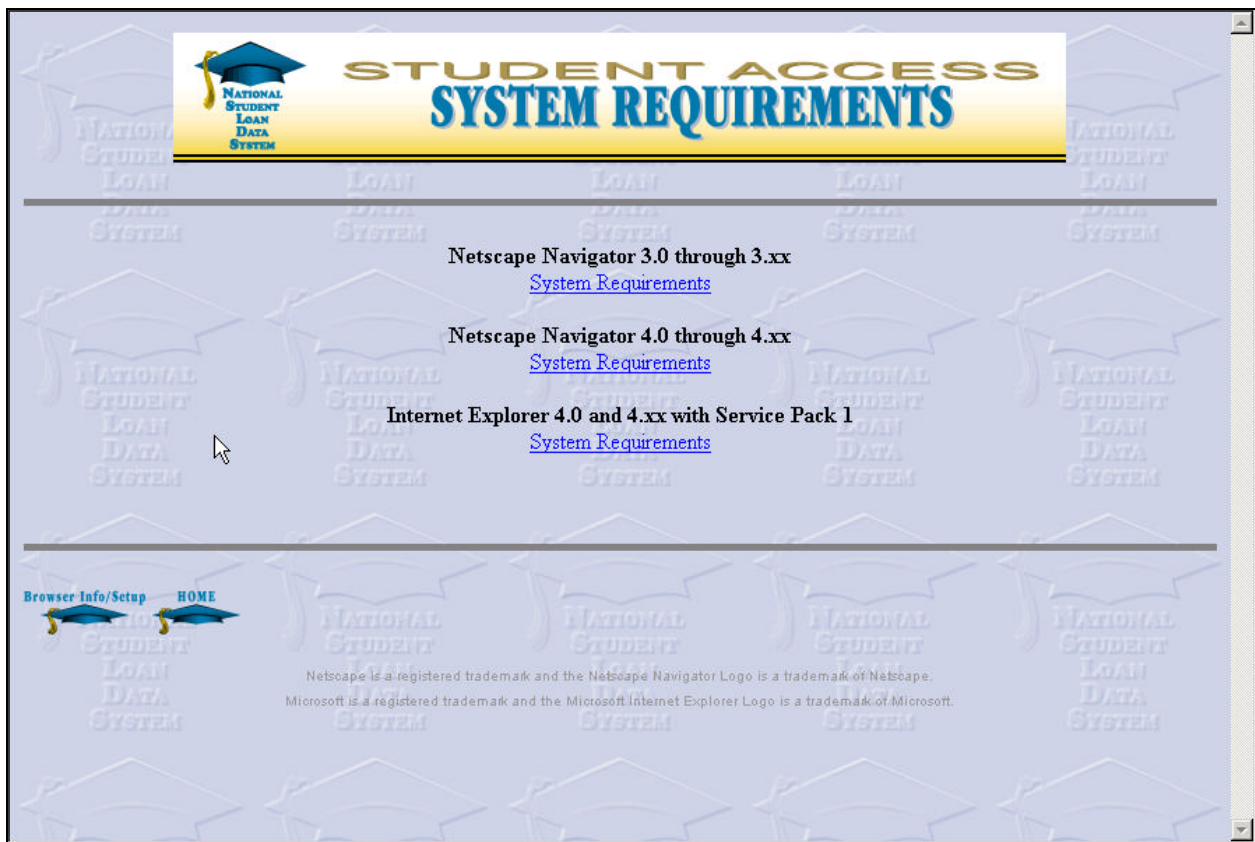 NATIONAL
STUDENT
LOAN
DATA
SYSTEM
STUDENT ACCESS
SYSTEM REQUIREMENTS
Netscape Navigator 3.0 through 3.xx
System Requirements
Netscape Navigator 4.0 through 4.xx
System Requirements
Internet Explorer 4.0 and 4.xx with Service Pack 1
System Requirements
Browser Info/Setup HOME
Netscape is a registered trademark and the Netscape Navigator Logo is a trademark of Netscape.
Microsoft is a registered trademark and the Microsoft Internet Explorer Logo is a trademark of Microsoft.